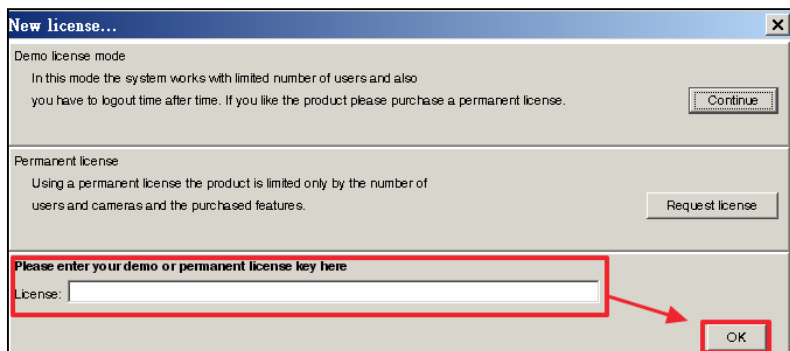 New license...
Demo license mode
In this mode the system works with limited number of users and also
you have to logout time after time. If you like the product please purchase a permanent license.
Continue
Permanent license
Using a permanent license the product is limited only by the number of
users and cameras and the purchased features.
Request license
Please enter your demo or permanent license key here
License:
OK